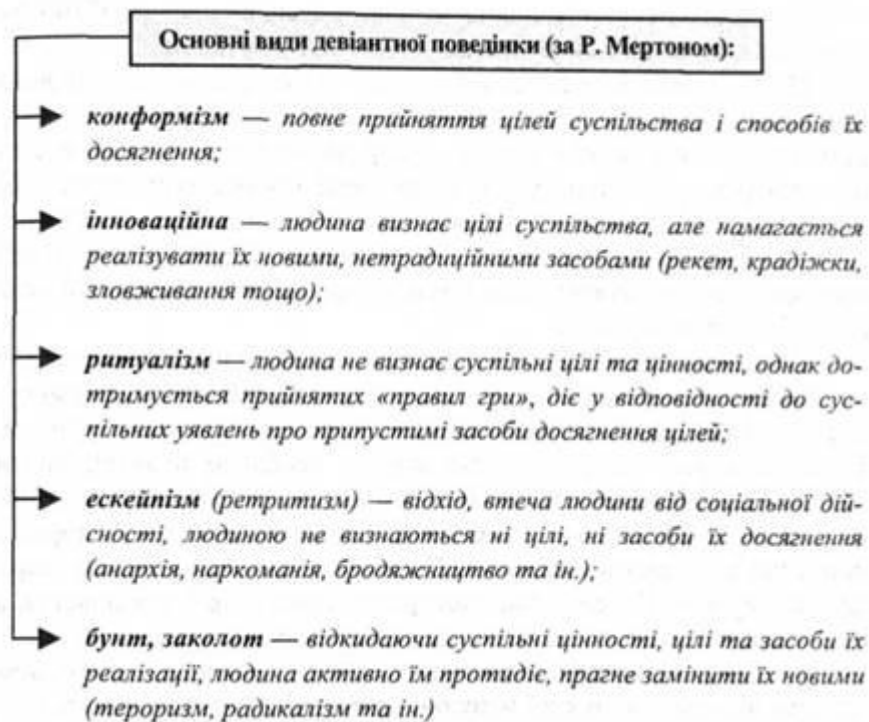 Основні види девіантної поведінки (за Р. Мертоном):
конформізм — повне прийняття цілей суспільства і способів їх
досягнення;
інноваційна — людина визнає цілі суспільства, але намагається
реалізувати їх новими, нетрадиційними засобами (рекет, крадіжки,
зловживання тощо);
ритуалізм — людина не визнає суспільні цілі та цінності, однак до-
тримується прийнятих «правил гри», діє у відповідності до сус-
пільних уявлень про припустимі засоби досягнення цілей;
ескейпізм (ретритизм) — відхід, втеча людини від соціальної дій-
сності, людиною не визнаються ні цілі, ні засоби їх досягнення
(анархія, наркоманія, бродяжництво та ін.);
бунт, заколот — відкидаючи суспільні цінності, цілі та засоби їх
реалізації, людина активно їм протидіє, прагне замінити їх новими
(тероризм, радикалізм та ін.)